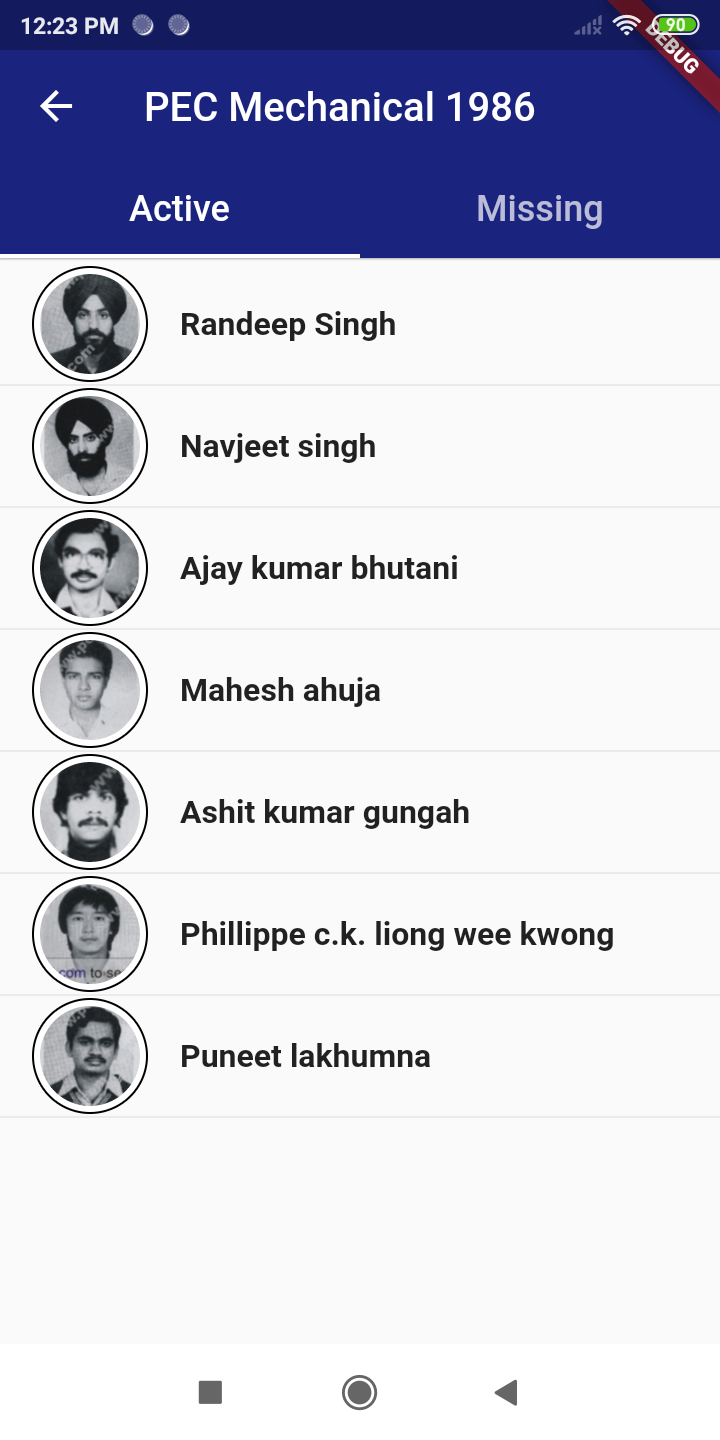 12:23 PM
90
DEBUG
PEC Mechanical 1986
Active
Missing
Randeep Singh
com
Navjeet singh
Ajay kumar bhutani
Mahesh ahuja
Ashit kumar gungah
Phillippe c.k. liong wee kwong
com to se
Puneet lakhumna